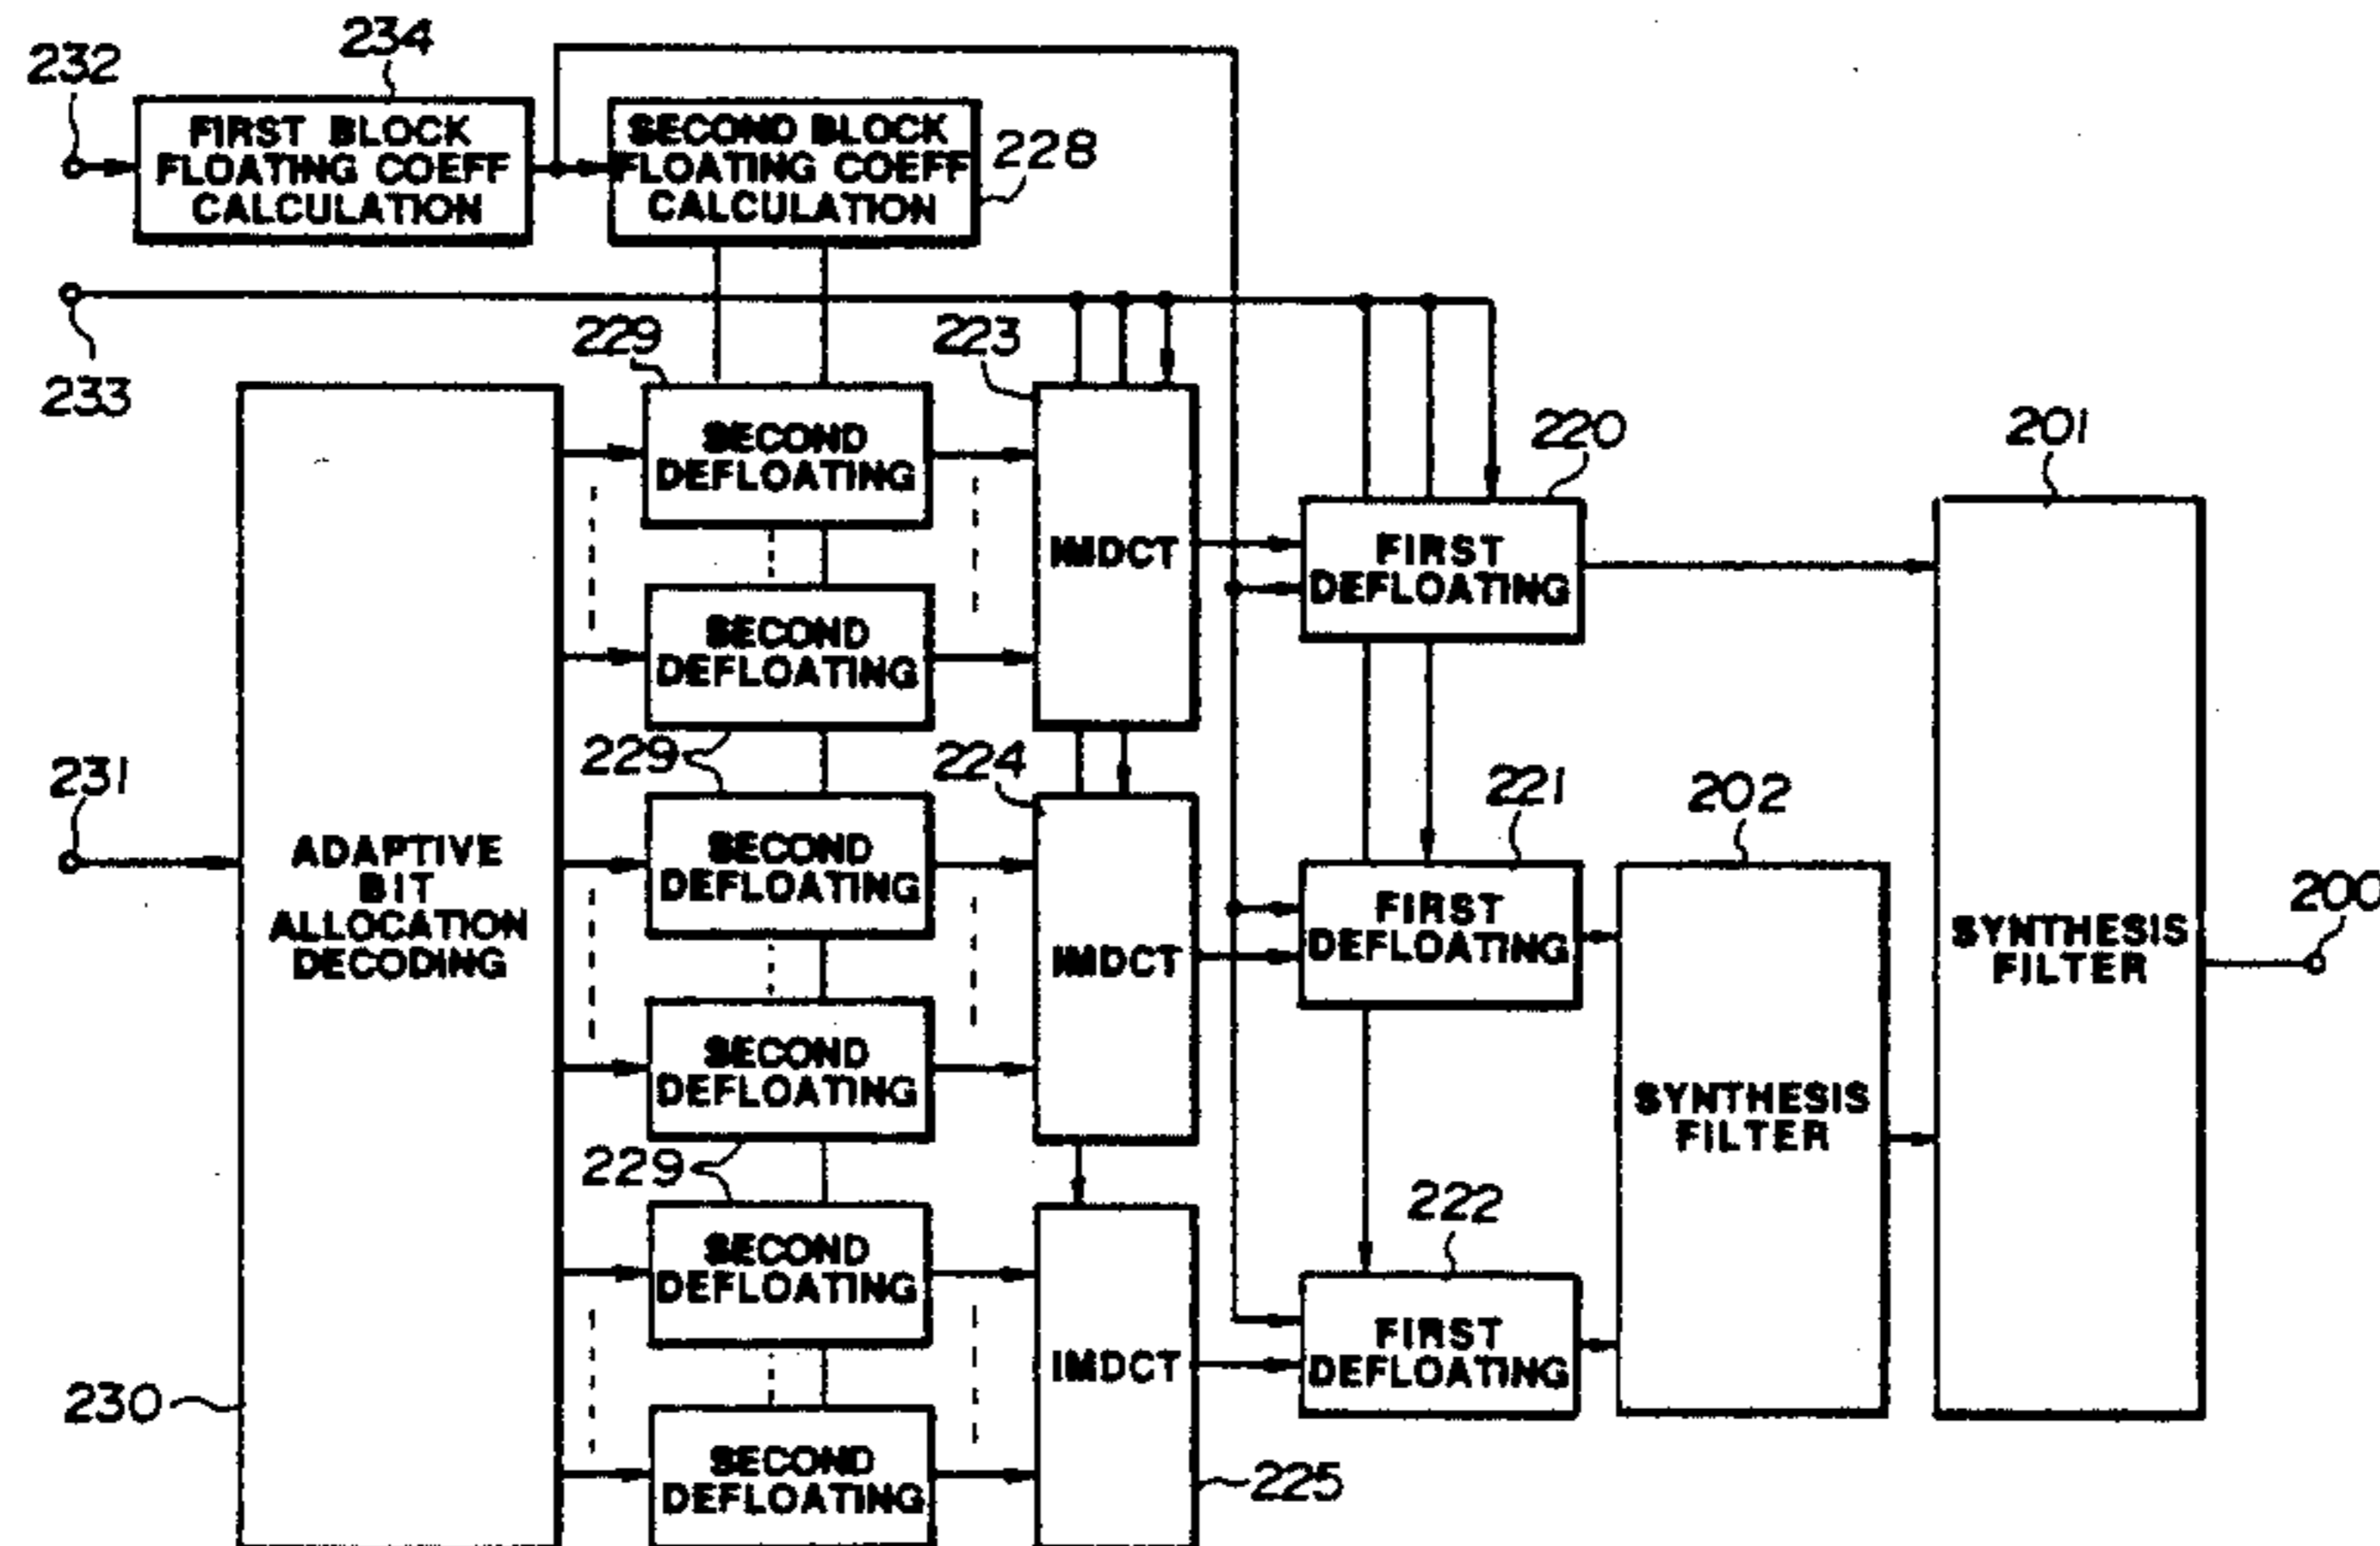 234
232
FIRST BLOCK
FLOATING COEFF
CALCULATION
SECOND BLOCK
FLOATING COEFF
CALCULATION
228
233
229
223
220
201
SECOND
DEFLOATING
IMDCT
FIRST
DEFLOATING
SECOND
DEFLOATING
229
224
231
221
202
ADAPTIVE
BIT
ALLOCATION
DECODING
SECOND
DEFLOATING
IMDCT
FIRST
DEFLOATING
SYNTHESIS
FILTER
200
SECOND
DEFLOATING
SYNTHESIS
FILTER
229
222
SECOND
DEFLOATING
IMDCT
FIRST
DEFLOATING
230
SECOND
DEFLOATING
225